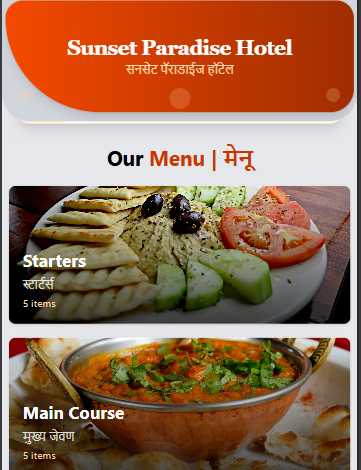 Sunset Paradise Hotel
सनसेट पॅराडाईज हॉटेल
Our Menu | मेनू
Starters
स्टार्टर्स
5 items
Main Course
मुख्य जेवण
5 items